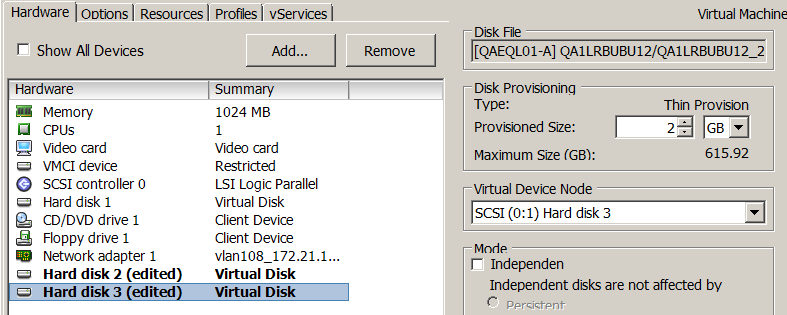 Hardware Options Resources Profiles vServices
Virtual Machine
Show All Devices Add... Remove
Hardware Summary
Memory 1024 MB
CPUs 1
Video card Video card
VMCI device Restricted
SCSI controller 0 LSI Logic Parallel
Hard disk 1 Virtual Disk
CD/DVD drive 1 Client Device
Floppy drive 1 Client Device
Network adapter 1 vlan108_172.21.1...
Hard disk 2 (edited) Virtual Disk
Hard disk 3 (edited) Virtual Disk
Disk File
[QAEQL01-A] QA1LRBUBU12/QA1LRBUBU12_2
Disk Provisioning
Type: Thin Provision
Provisioned Size: 2 GB
Maximum Size (GB): 615.92
Virtual Device Node
SCSI (0:1) Hard disk 3
Mode
Independen
Independent disks are not affected by
Persistent